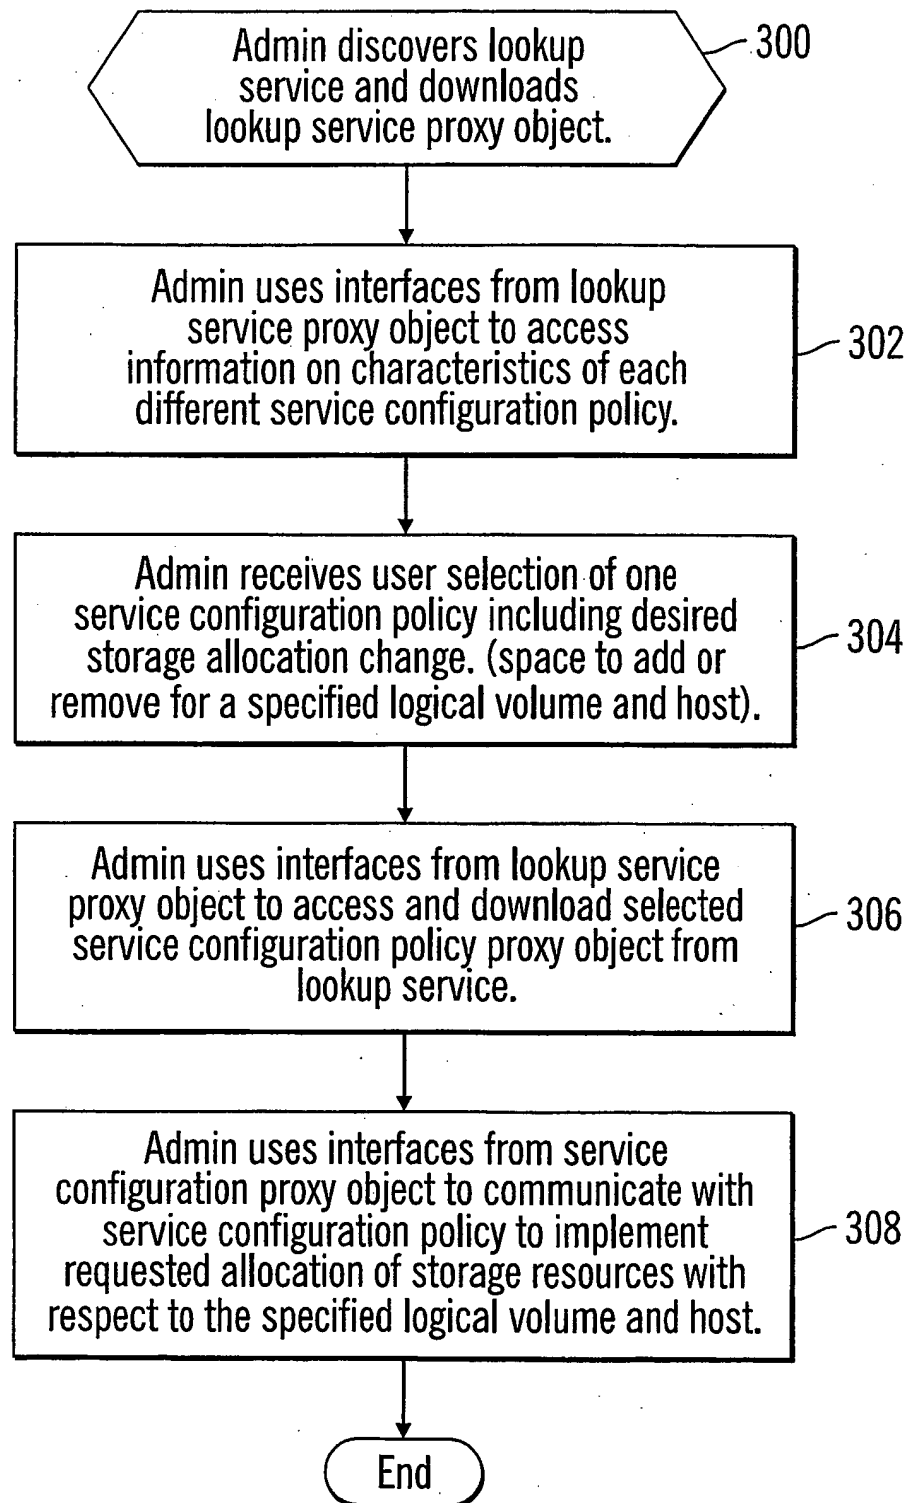 Admin discovers lookup
service and downloads
lookup service proxy object.
300
Admin uses interfaces from lookup
service proxy object to access
information on characteristics of each
different service configuration policy.
302
Admin receives user selection of one
service configuration policy including desired
storage allocation change. (space to add or
remove for a specified logical volume and host).
304
Admin uses interfaces from lookup service
proxy object to access and download selected
service configuration policy proxy object from
lookup service.
306
Admin uses interfaces from service
configuration proxy object to communicate with
service configuration policy to implement
requested allocation of storage resources with
respect to the specified logical volume and host.
308
End